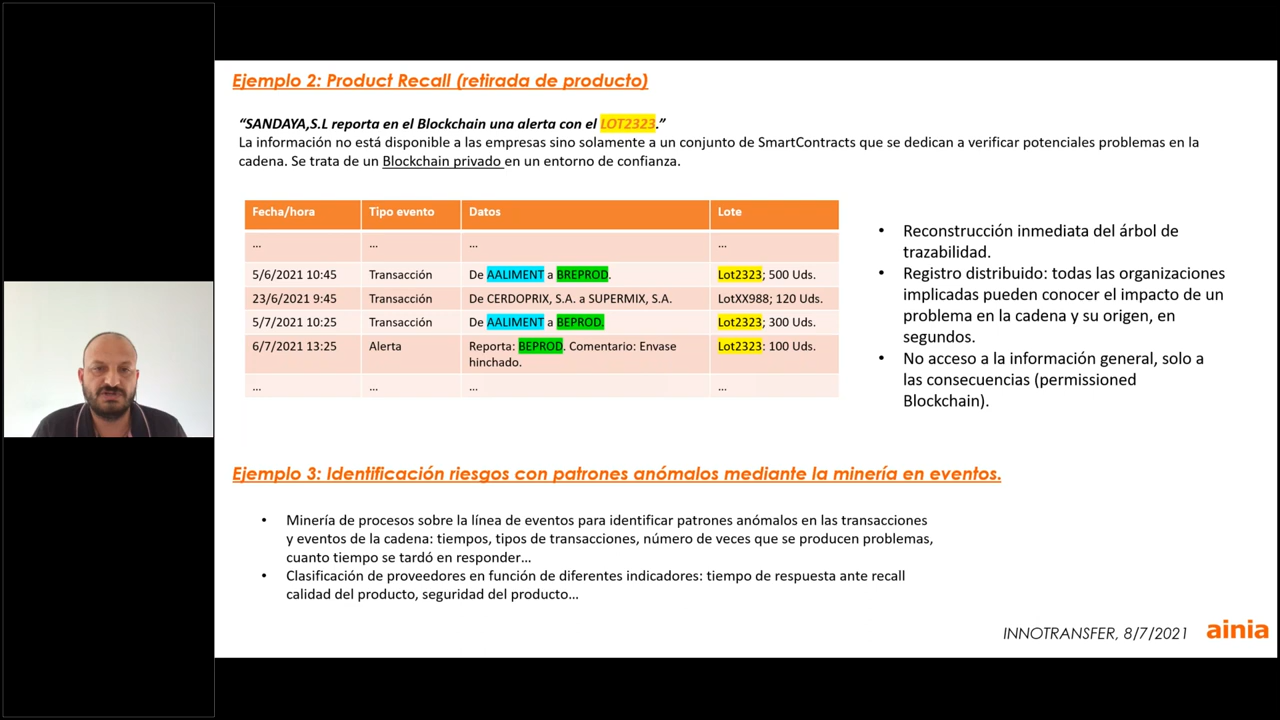 Ejemplo 2: Product Recall (retirada de producto)
“SANDAYA,S.L reporta en el Blockchain una alerta con el LOT2323.”
La información no está disponible a las empresas sino solamente a un conjunto de SmartContracts que se dedican a verificar potenciales problemas en la
cadena. Se trata de un Blockchain privado en un entorno de confianza.
Fecha/hora Tipo evento Datos Lote
... ... ... ...
5/6/2021 10:45 Transacción De AALIMENT a BREPROD. Lot2323; 500 Uds.
23/6/2021 9:45 Transacción De CERDOPRIX, S.A. a SUPERMIX, S.A. LotXX988; 120 Uds.
5/7/2021 10:25 Transacción De AALIMENT a BEPROD. Lot2323; 300 Uds.
6/7/2021 13:25 Alerta Reporta: BEPROD. Comentario: Envase Lot2323: 100 Uds.
hinchado.
... ... ... ...
• Reconstrucción inmediata del árbol de
trazabilidad.
• Registro distribuido: todas las organizaciones
implicadas pueden conocer el impacto de un
problema en la cadena y su origen, en
segundos.
• No acceso a la información general, solo a
las consecuencias (permissioned
Blockchain).
Ejemplo 3: Identificación riesgos con patrones anómalos mediante la minería en eventos.
• Minería de procesos sobre la línea de eventos para identificar patrones anómalos en las transacciones
y eventos de la cadena: tiempos, tipos de transacciones, número de veces que se producen problemas,
cuanto tiempo se tardó en responder...
• Clasificación de proveedores en función de diferentes indicadores: tiempo de respuesta ante recall
calidad del producto, seguridad del producto...
INNOTRANSFER, 8/7/2021 ainia